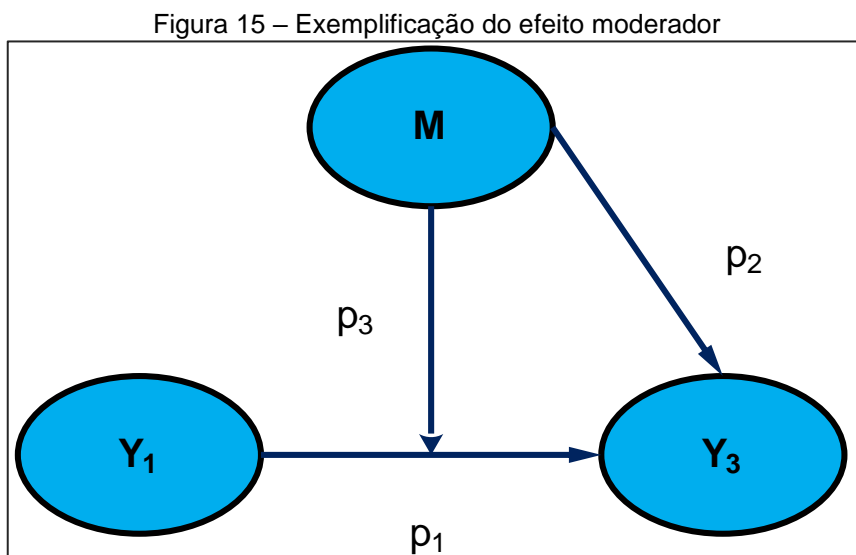 Figura 15 – Exemplificação do efeito moderador
M
p₂
p₃
Y₁
Y₃
p₁